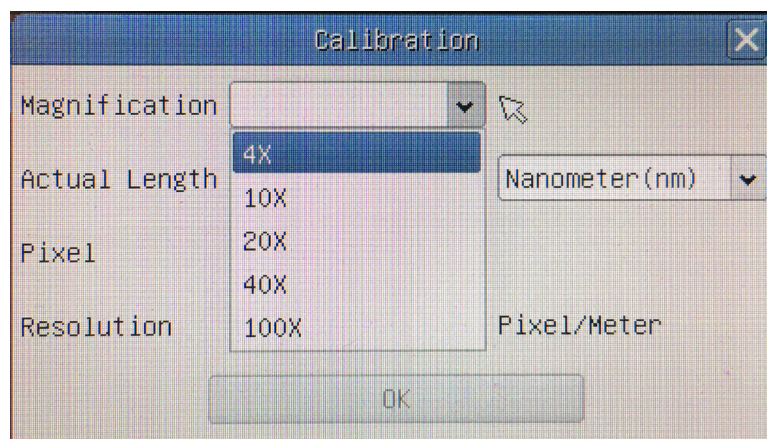 Calibration
Magnification
4X
Actual Length
Nanometer(nm)
10X
20X
Pixel
40X
Resolution
100X
Pixel/Meter
OK